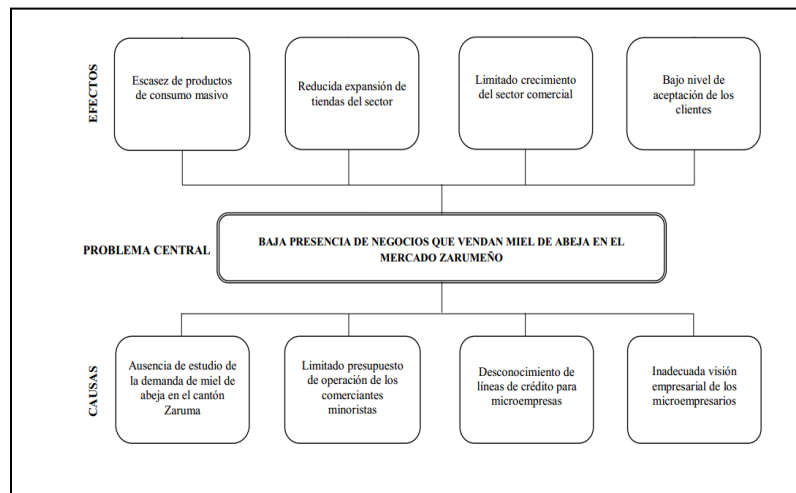 EFECTOS
Escasez de productos
de consumo masivo
Reducida expansión de
tiendas del sector
Limitado crecimiento
del sector comercial
Bajo nivel de
aceptación de los
clientes
PROBLEMA CENTRAL
BAJA PRESENCIA DE NEGOCIOS QUE VENDAN MIEL DE ABEJA EN EL
MERCADO ZARUMEÑO
CAUSAS
Ausencia de estudio de
la demanda de miel de
abeja en el cantón
Zaruma
Limitado presupuesto
de operación de los
comerciantes
minoristas
Desconocimiento de
líneas de crédito para
microempresas
Inadecuada visión
empresarial de los
microempresarios